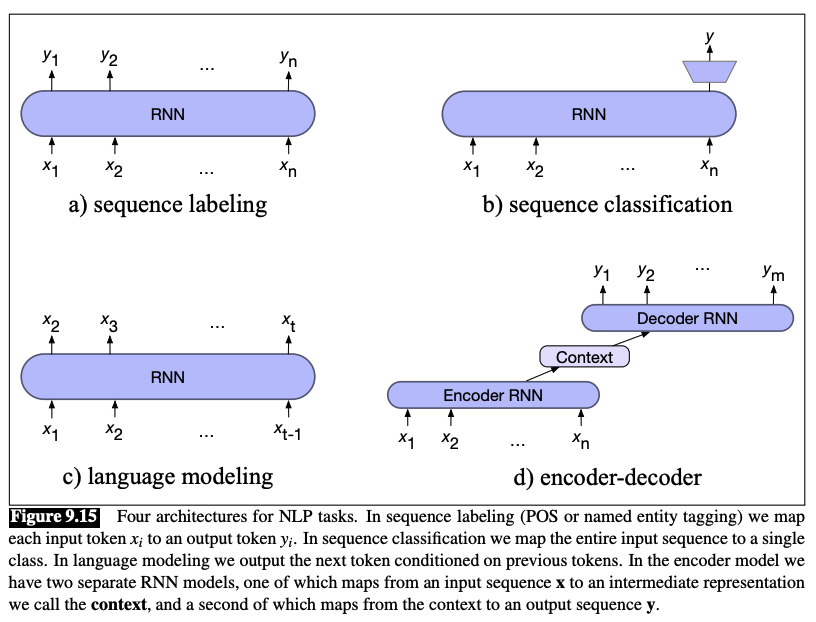 y1 y2 ... yn
RNN
x1 x2 ... xn
a) sequence labeling
y
RNN
x1 x2 ... xn
b) sequence classification
x2 x3 ... xt
RNN
x1 x2 ... xt-1
c) language modeling
y1 y2 ... ym
Decoder RNN
Context
Encoder RNN
x1 x2 ... xn
d) encoder-decoder
Figure 9.15 Four architectures for NLP tasks. In sequence labeling (POS or named entity tagging) we map
each input token xi to an output token yi. In sequence classification we map the entire input sequence to a single
class. In language modeling we output the next token conditioned on previous tokens. In the encoder model we
have two separate RNN models, one of which maps from an input sequence x to an intermediate representation
we call the context, and a second of which maps from the context to an output sequence y.